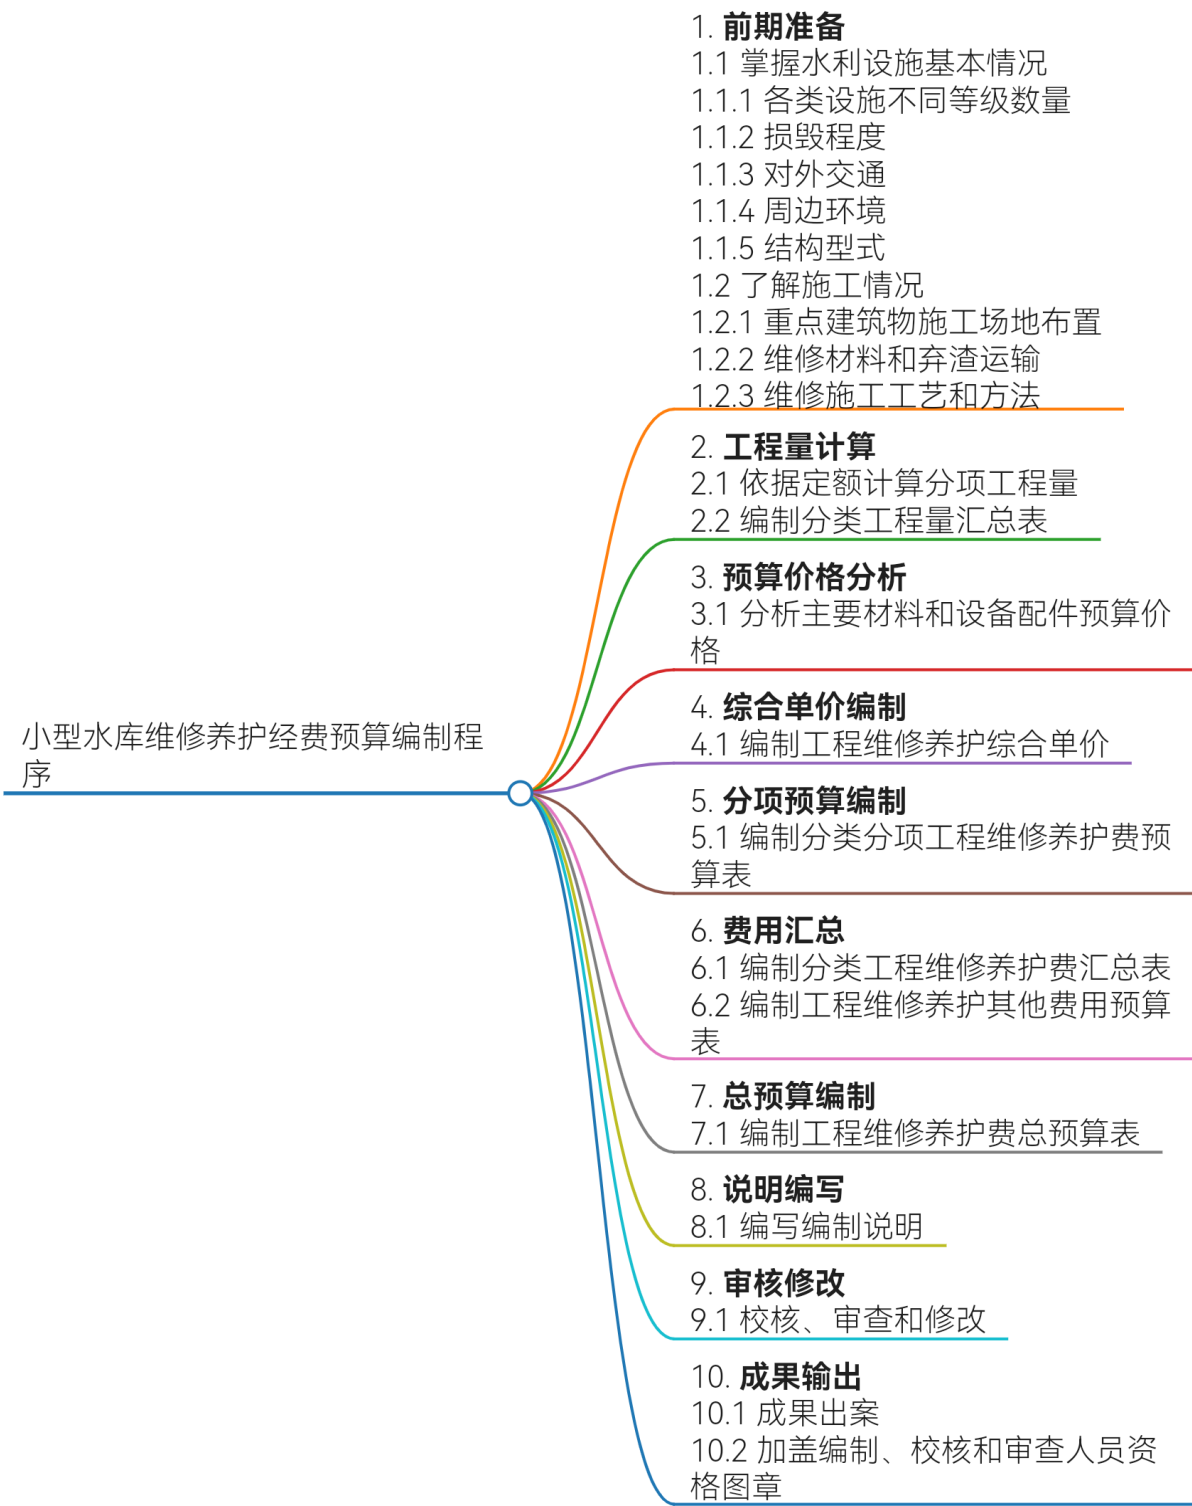 小型水库维修养护经费预算编制程
序
1. 前期准备
1.1 掌握水利设施基本情况
1.1.1 各类设施不同等级数量
1.1.2 损毁程度
1.1.3 对外交通
1.1.4 周边环境
1.1.5 结构型式
1.2 了解施工情况
1.2.1 重点建筑物施工场地布置
1.2.2 维修材料和弃渣运输
1.2.3 维修施工工艺和方法
2. 工程量计算
2.1 依据定额计算分项工程量
2.2 编制分类工程量汇总表
3. 预算价格分析
3.1 分析主要材料和设备配件预算价
格
4. 综合单价编制
4.1 编制工程维修养护综合单价
5. 分项预算编制
5.1 编制分类分项工程维修养护费预
算表
6. 费用汇总
6.1 编制分类工程维修养护费汇总表
6.2 编制工程维修养护其他费用预算
表
7. 总预算编制
7.1 编制工程维修养护费总预算表
8. 说明编写
8.1 编写编制说明
9. 审核修改
9.1 校核、审查和修改
10. 成果输出
10.1 成果出案
10.2 加盖编制、校核和审查人员资
格图章